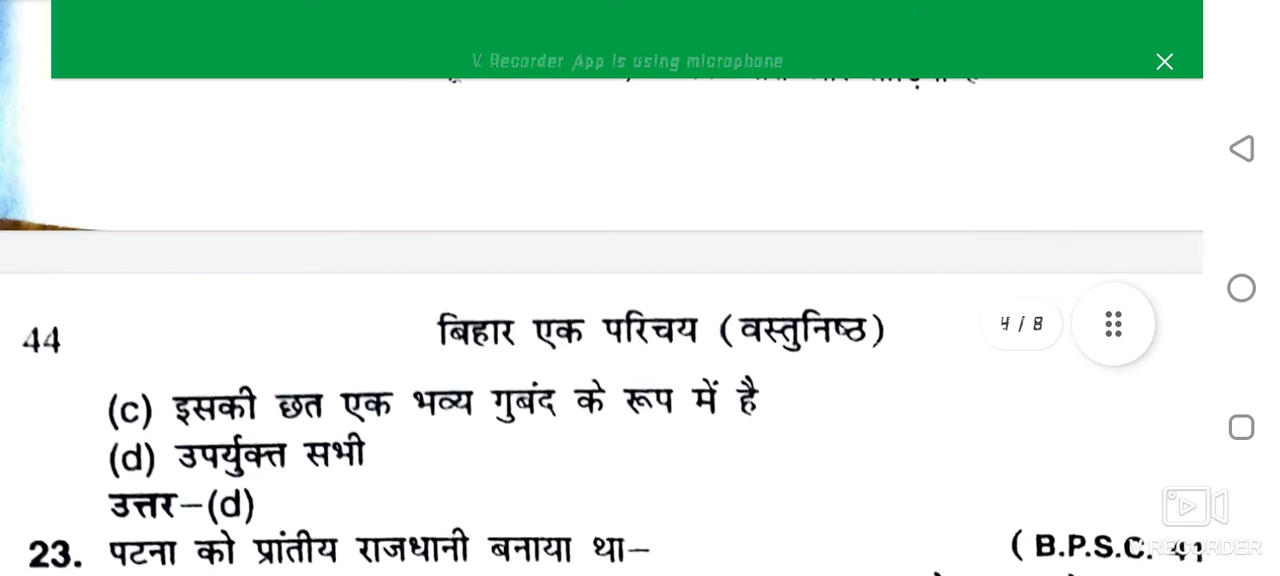 V Recorder App is using microphone
44
बिहार एक परिचय (वस्तुनिष्ठ)
4 / 8
(c) इसकी छत एक भव्य गुबंद के रूप में है
(d) उपर्युक्त सभी
उत्तर–(d)
23. पटना को प्रांतीय राजधानी बनाया था–
( B.P.S.C.
V RECORDER